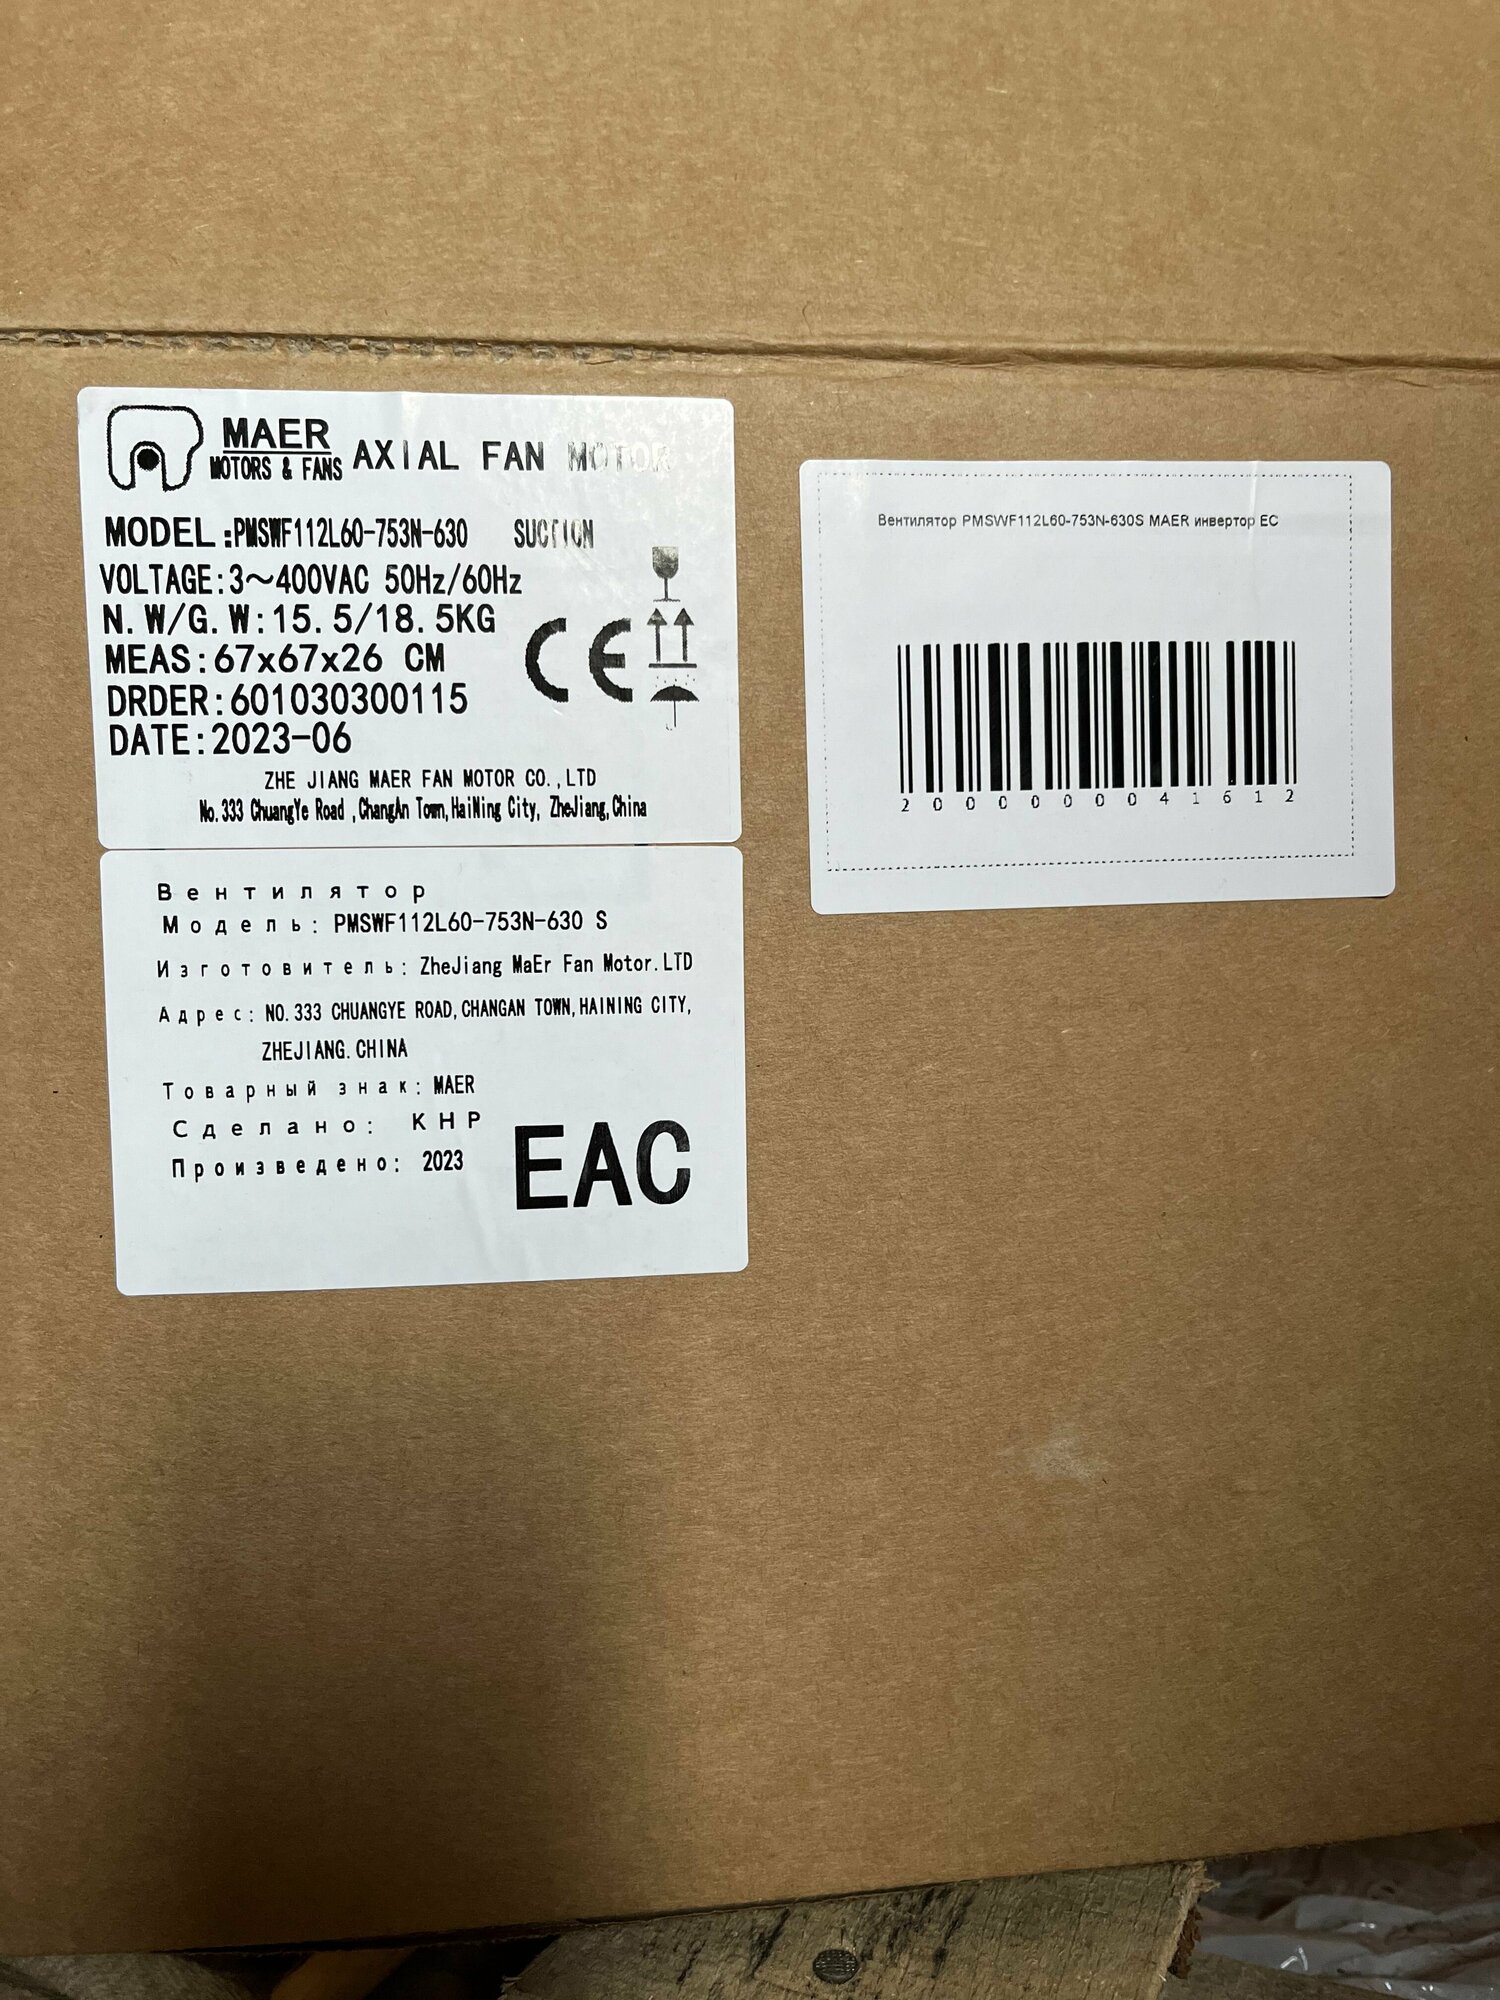 MAER
MOTORS & FANS
AXIAL FAN MOTOR
MODEL:PMSWF112L60-753N-630 SUCTION
VOLTAGE:3~400VAC 50Hz/60Hz
N.W/G.W:15.5/18.5KG
MEAS:67x67x26 CM
DRDER:601030300115
DATE:2023-06
CE
ZHE JIANG MAER FAN MOTOR CO.,LTD
No.333 ChuangYe Road ,ChangAn Town,HaiNing City, ZheJiang,China
Вентилятор
Модель: PMSWF112L60-753N-630 S
Изготовитель: ZheJiang MaEr Fan Motor.LTD
Адрес: NO.333 CHUANGYE ROAD,CHANGAN TOWN,HAINING CITY,
ZHEJIANG.CHINA
Товарный знак: MAER
Сделано: КНР
Произведено: 2023
EAC
Вентилятор PMSWF112L60-753N-630S MAER инвертор EC
2000000041612